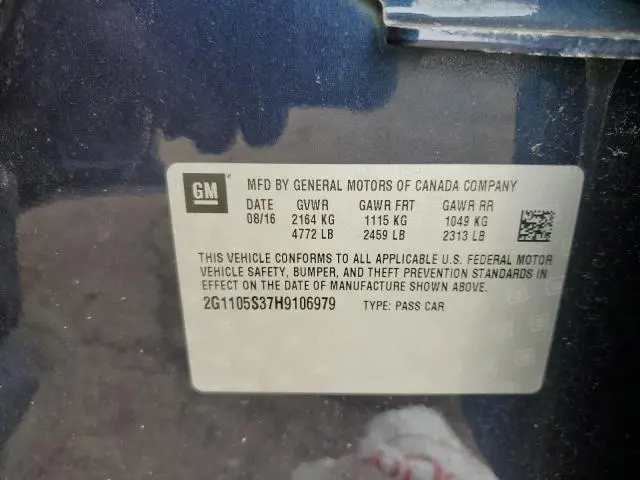 GM
MFD BY GENERAL MOTORS OF CANADA COMPANY
DATE GVWR GAWR FRT GAWR RR
08/16 2164 KG 1115 KG 1049 KG
4772 LB 2459 LB 2313 LB
THIS VEHICLE CONFORMS TO ALL APPLICABLE U.S. FEDERAL MOTOR
VEHICLE SAFETY, BUMPER, AND THEFT PREVENTION STANDARDS IN
EFFECT ON THE DATE OF MANUFACTURE SHOWN ABOVE.
2G1105S37H9106979 TYPE: PASS CAR